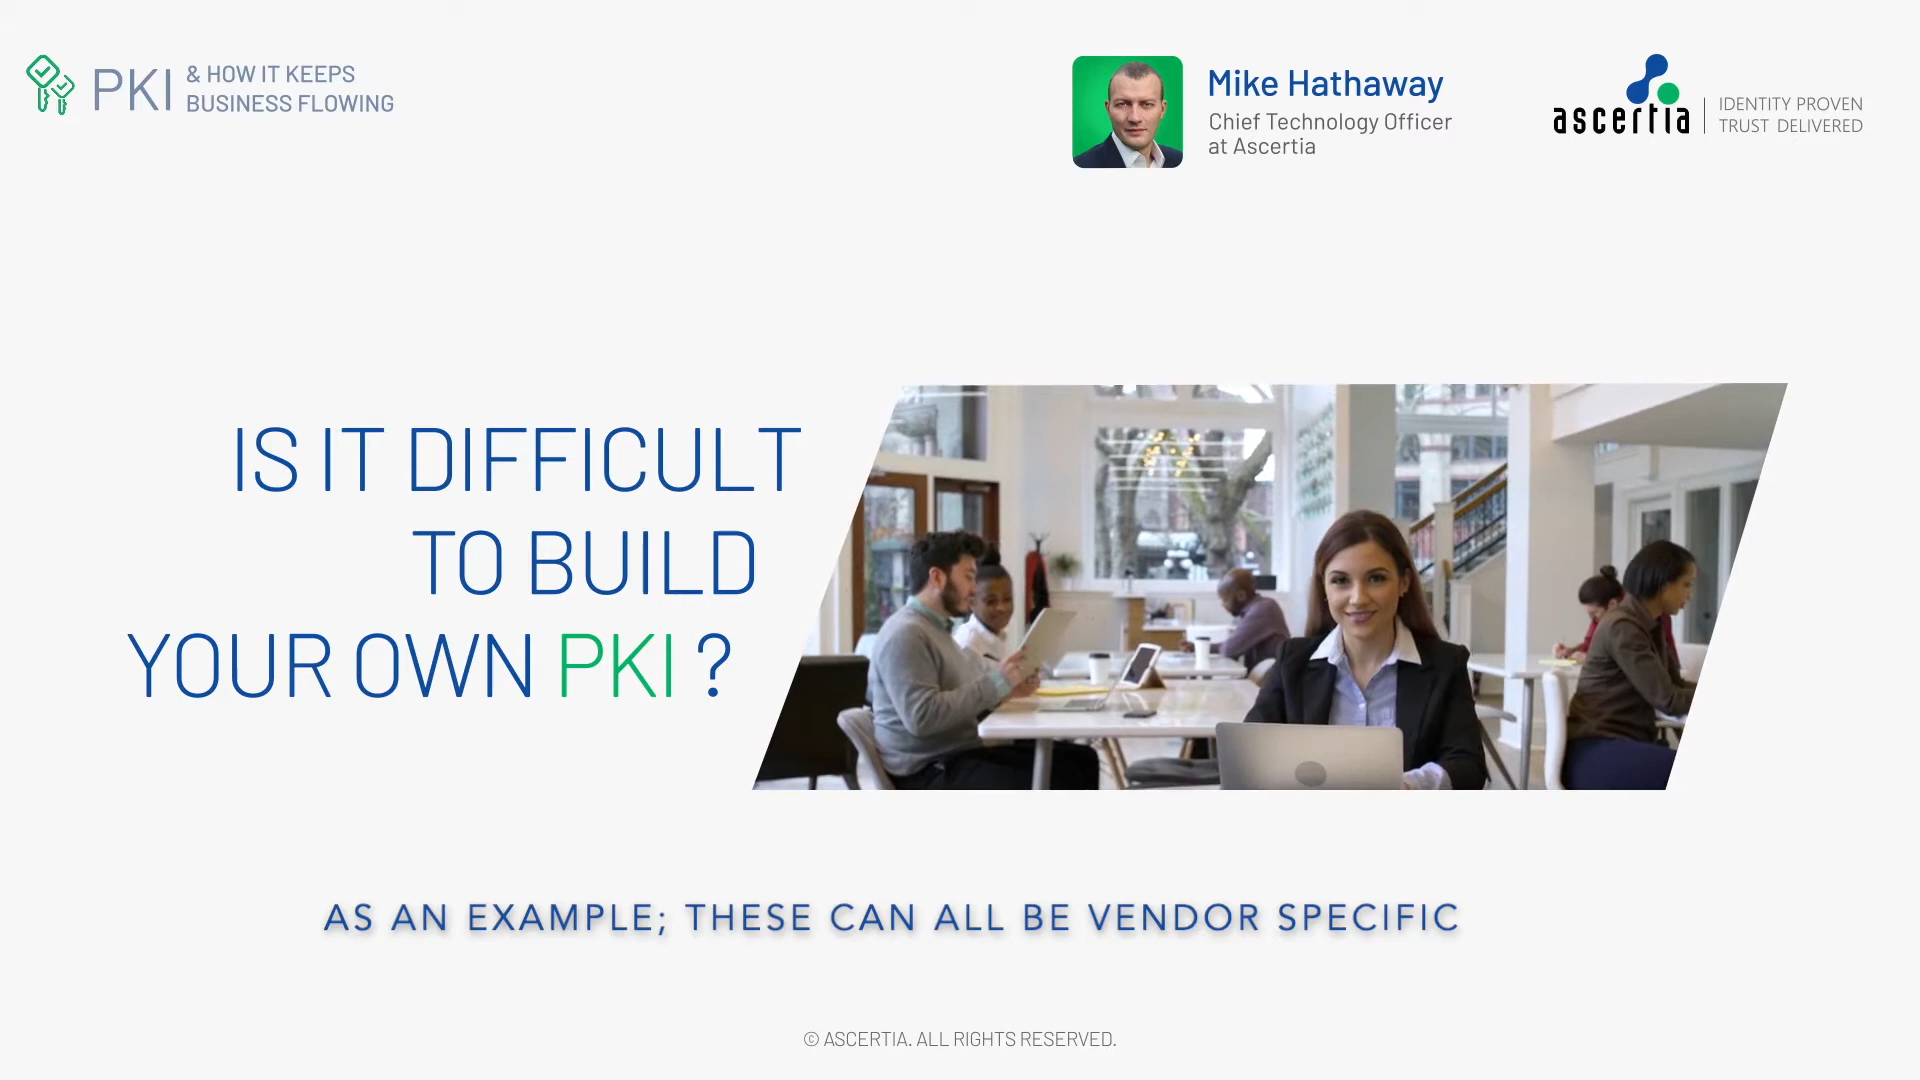 PKI
& HOW IT KEEPS
BUSINESS FLOWING
Mike Hathaway
Chief Technology Officer
at Ascertia
ascertia
IDENTITY PROVEN
TRUST DELIVERED
IS IT DIFFICULT
TO BUILD
YOUR OWN PKI ?
AS AN EXAMPLE; THESE CAN ALL BE VENDOR SPECIFIC
© ASCERTIA. ALL RIGHTS RESERVED.